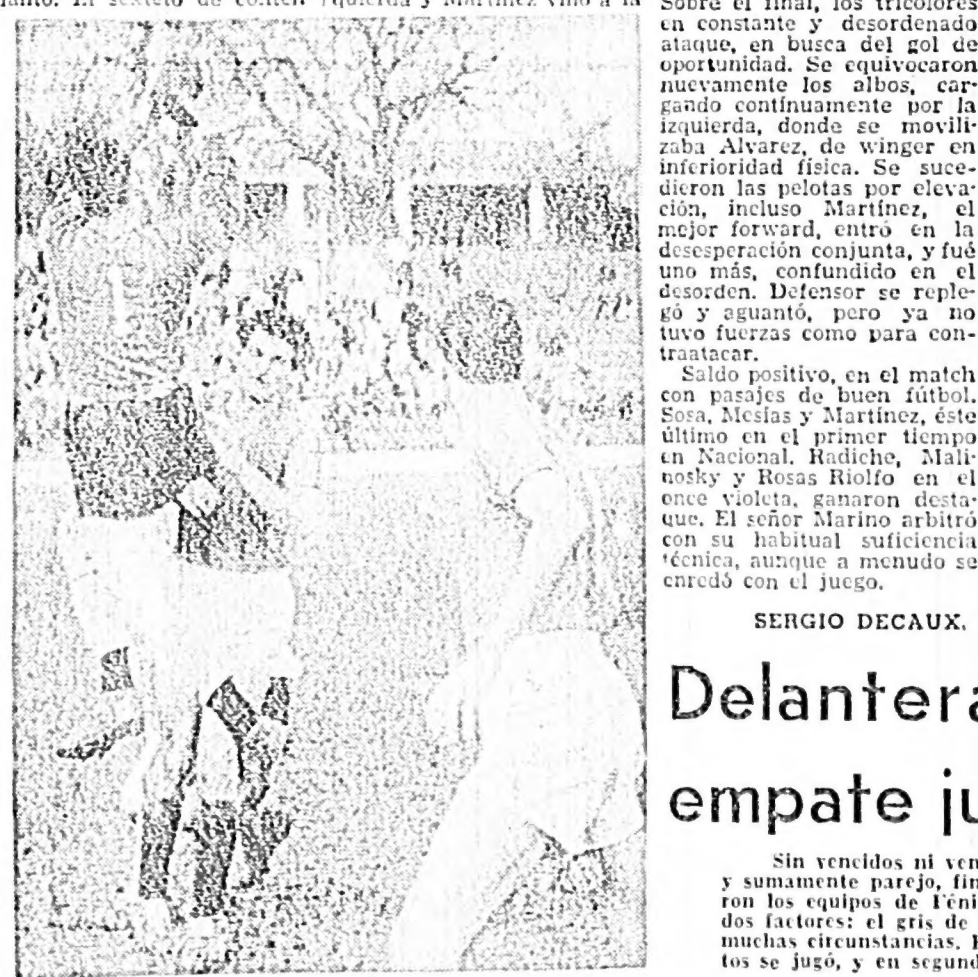 Izquierda y Martínez vino a la
Sobre el final, los tricolores
en constante y desordenado
ataque, en busca del gol de
oportunidad. Se equivocaron
nuevamente los albos, car-
gando contínuamente por la
izquierda, donde se movili-
zaba Alvarez, de winger en
inferioridad física. Se suce-
dieron las pelotas por eleva-
ción, incluso Martínez, el
mejor forward, entró en la
desesperación conjunta, y fué
uno más, confundido en el
desorden. Defensor se reple-
gó y aguantó, pero ya no
tuvo fuerzas como para con-
traatacar.
Saldo positivo, en el match
con pasajes de buen fútbol.
Sosa, Mesías y Martínez, éste
último en el primer tiempo
en Nacional. Radiche, Mali-
nosky y Rosas Riolfo en el
once violeta, ganaron desta-
que. El señor Marino arbitró
con su habitual suficiencia
técnica, aunque a menudo se
enredó con el juego.
SERGIO DECAUX.
Delantera
empate ju
Sin vencidos ni ven
y sumamente parejo, fin
ron los equipos de Féni
dos factores: el gris de
muchas circunstancias.
tos se jugó, y en segun